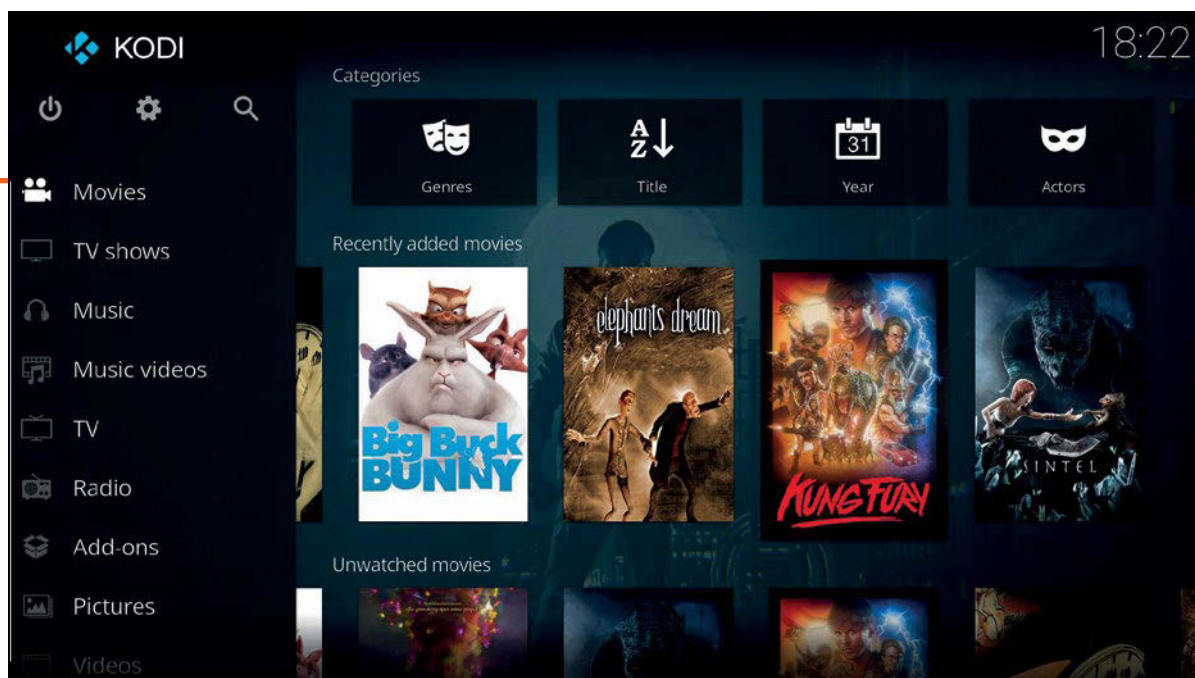 KODI
18:22
Categories
Genres
A
Z
Title
31
Year
Actors
Movies
TV shows
Music
Music videos
TV
Radio
Add-ons
Pictures
Videos
Recently added movies
Big Buck
BUNNY
elephants dream
KUNG FURY
SINTEL
Unwatched movies